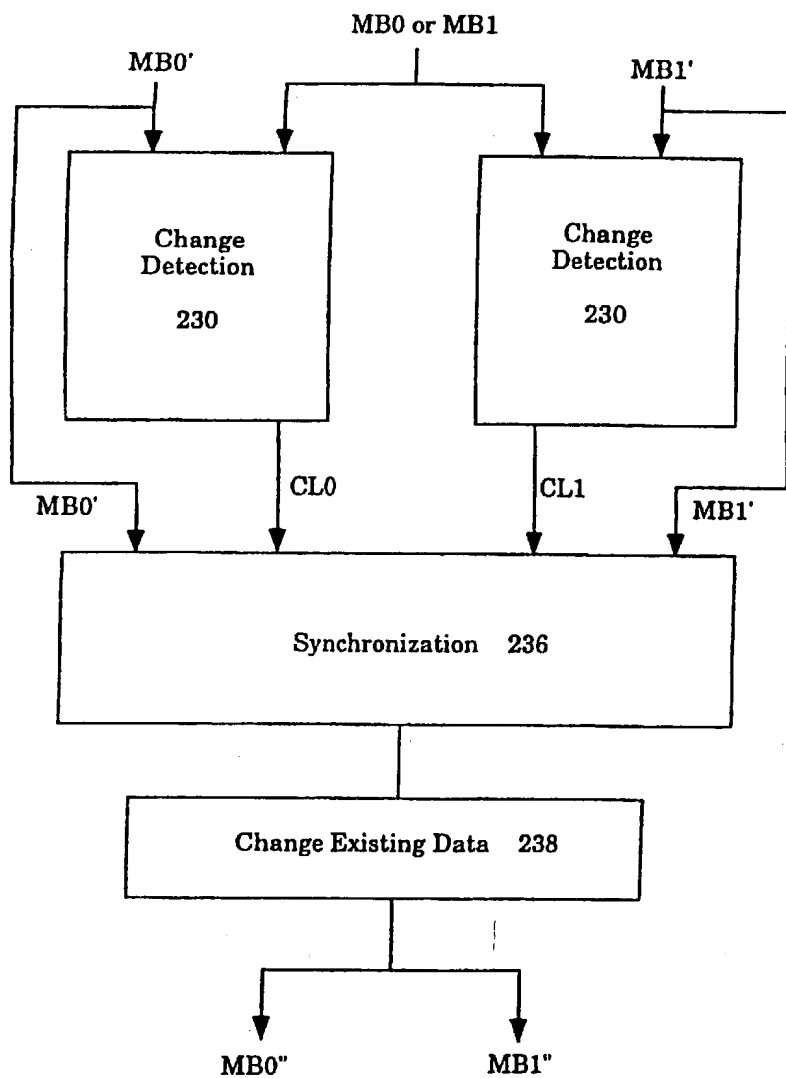 MB0 or MB1
MB0'
MB1'
Change
Detection
230
Change
Detection
230
CL0
CL1
MB0'
MB1'
Synchronization 236
Change Existing Data 238
MB0"
MB1"